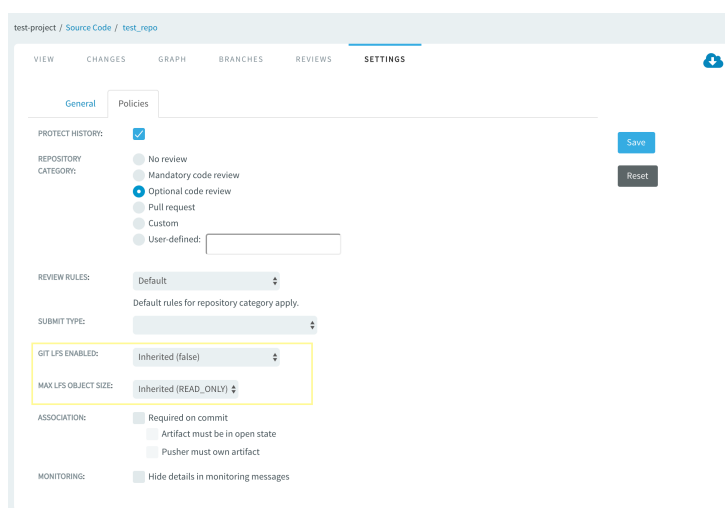 test-project / Source Code / test_repo
VIEW CHANGES GRAPH BRANCHES REVIEWS SETTINGS
General Policies
PROTECT HISTORY:
Save
REPOSITORY CATEGORY:
No review
Mandatory code review
Reset
Optional code review
Pull request
Custom
User-defined:
REVIEW RULES: Default
Default rules for repository category apply.
SUBMIT TYPE:
GIT LFS ENABLED: Inherited (false)
MAX LFS OBJECT SIZE: Inherited (READ_ONLY)
ASSOCIATION: Required on commit
Artifact must be in open state
Pusher must own artifact
MONITORING: Hide details in monitoring messages